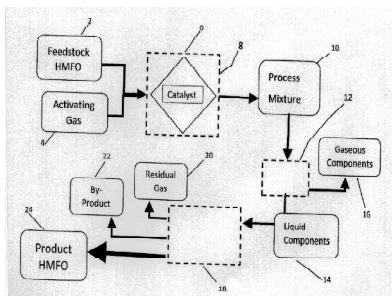 2
Feedstock
HMFO
Activating
Gas
4
6
8
Catalyst
10
Process
Mixture
12
Gaseous
Components
16
Liquid
Components
14
18
20
Residual
Gas
22
By-
Product
24
Product
HMFO